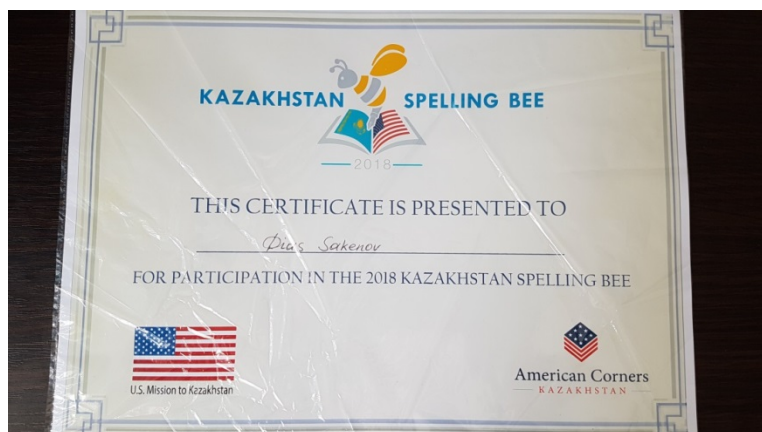 KAZAKHSTAN SPELLING BEE
2018
THIS CERTIFICATE IS PRESENTED TO
Dias Sakenov
FOR PARTICIPATION IN THE 2018 KAZAKHSTAN SPELLING BEE
U.S. Mission to Kazakhstan
American Corners
KAZAKHSTAN